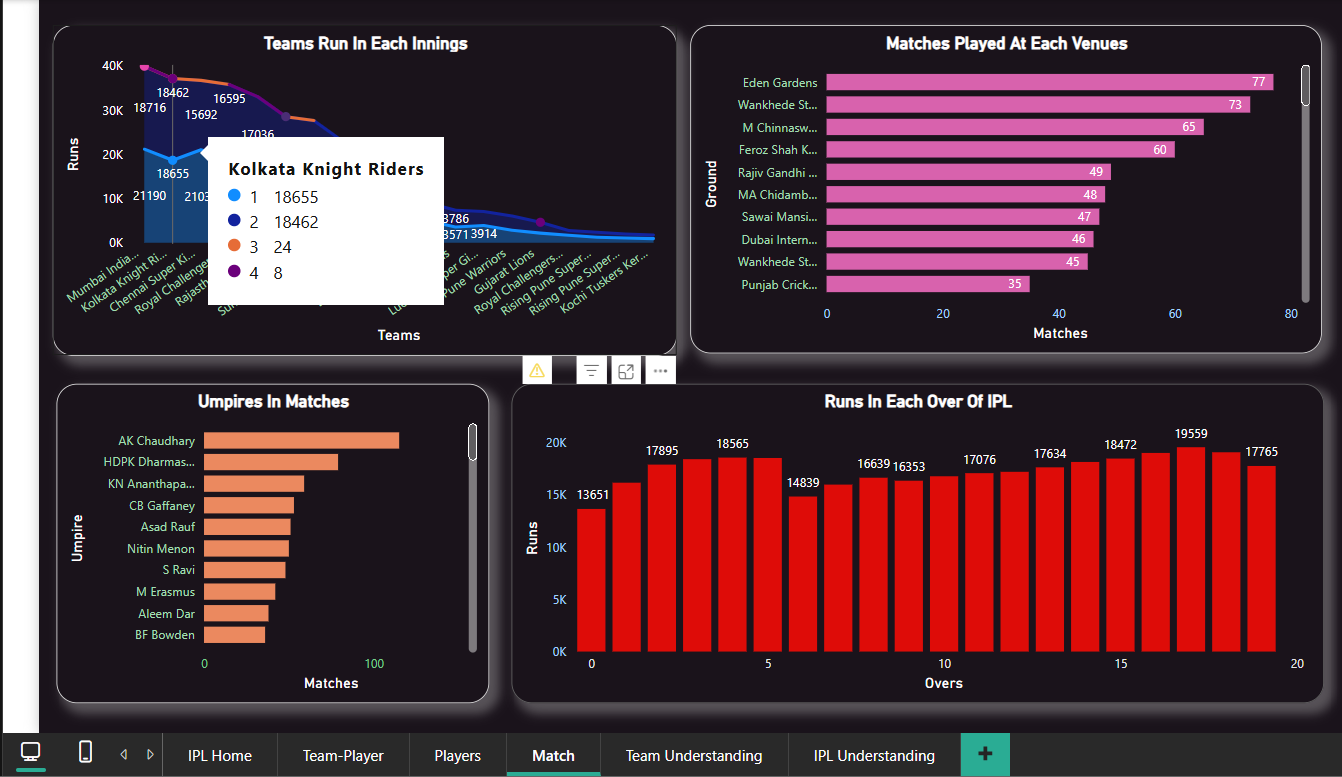 Teams Run In Each Innings
Runs
40K
30K
20K
10K
0K
18462
18716
16595
15692
17036
18655
21190
2103
3786
3571
3914
Kolkata Knight Riders
1 18655
2 18462
3 24
4 8
Mumbai India...
Kolkata Knight Ri...
Chennai Super Ki...
Royal Challenger
Rajasth
Su
Luc
per Gi...
Pune Warriors
Gujarat Lions
Royal Challengers...
Rising Pune Super...
Rising Pune Super...
Kochi Tuskers Ker...
Teams
Matches Played At Each Venues
Ground
Eden Gardens 77
Wankhede St... 73
M Chinnasw... 65
Feroz Shah K... 60
Rajiv Gandhi ... 49
MA Chidamb... 48
Sawai Mansi... 47
Dubai Intern... 46
Wankhede St... 45
Punjab Crick... 35
0 20 40 60 80
Matches
Umpires In Matches
Umpire
AK Chaudhary
HDPK Dharmas...
KN Ananthapa...
CB Gaffaney
Asad Rauf
Nitin Menon
S Ravi
M Erasmus
Aleem Dar
BF Bowden
0 100
Matches
Runs In Each Over Of IPL
Runs
20K
15K
10K
5K
0K
13651 17895 18565 14839 16639 16353 17076 17634 18472 19559 17765
0 5 10 15 20
Overs
IPL Home Team-Player Players Match Team Understanding IPL Understanding +